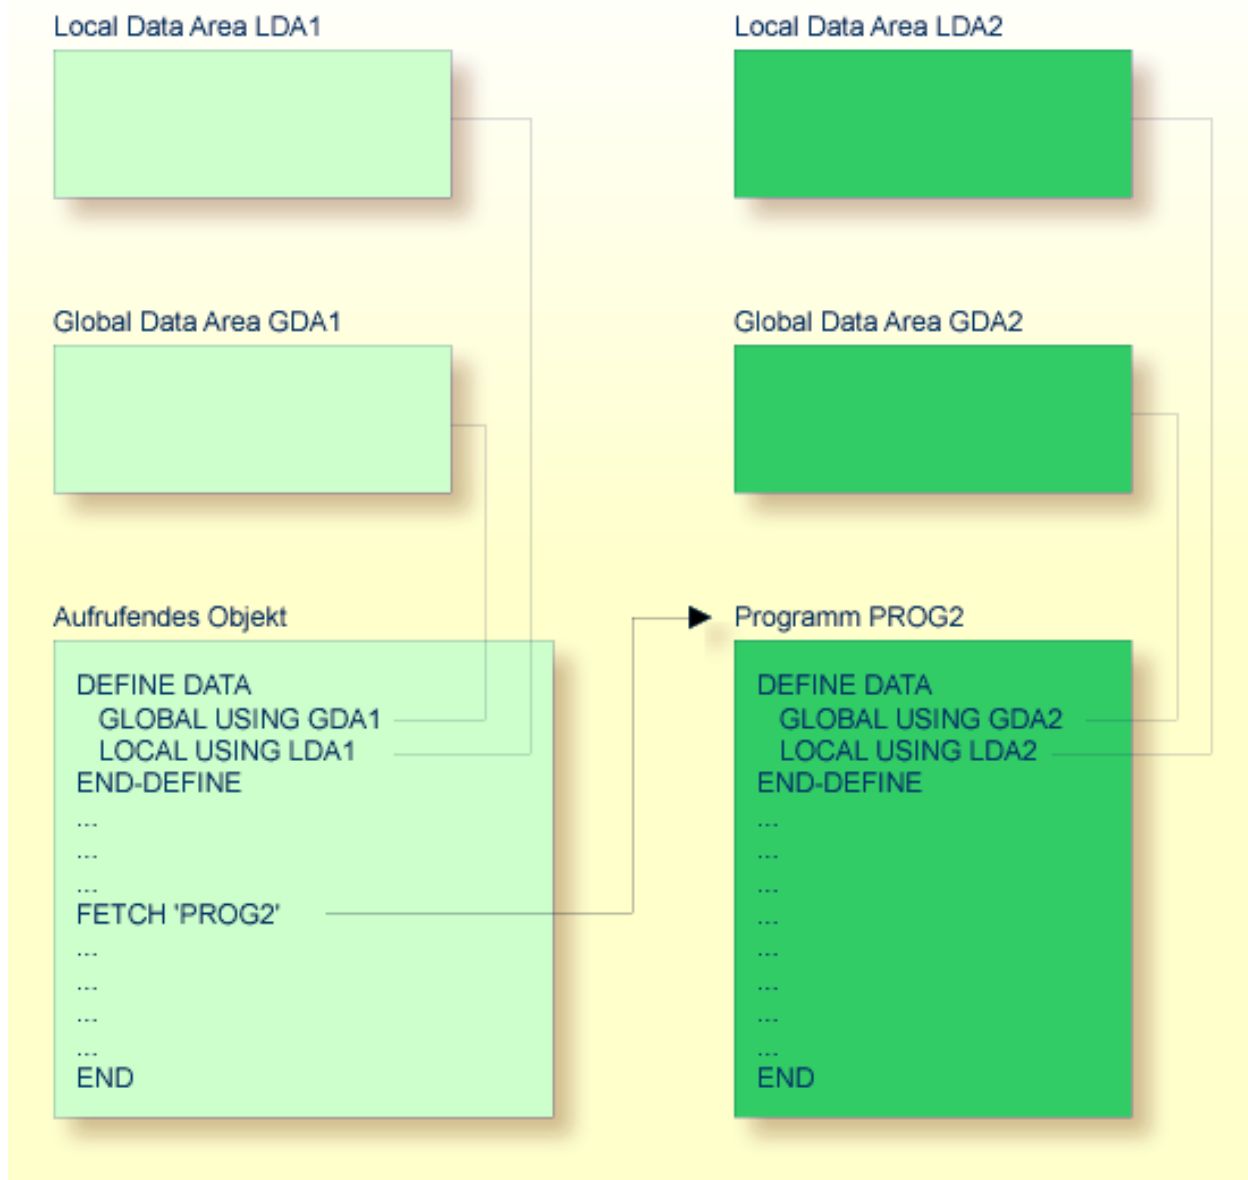 Local Data Area LDA1
Local Data Area LDA2
Global Data Area GDA1
Global Data Area GDA2
Aufrufendes Objekt
DEFINE DATA
GLOBAL USING GDA1
LOCAL USING LDA1
END-DEFINE
...
...
...
FETCH 'PROG2'
...
...
...
...
END
Programm PROG2
DEFINE DATA
GLOBAL USING GDA2
LOCAL USING LDA2
END-DEFINE
...
...
...
...
...
...
...
...
END